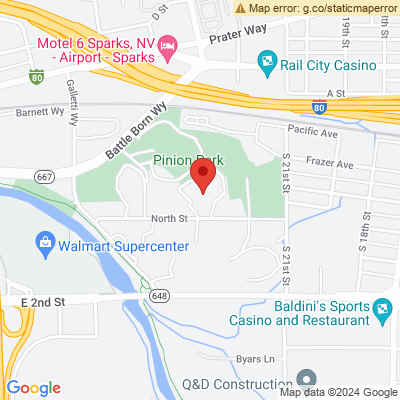 Map error: g.co/staticmaperror
D St
Prater Way
Motel 6 Sparks, NV
- Airport - Sparks
Rail City Casino
19th St
80
Galletti Wy
A St
80
Barnett Wy
Battle Born Wy
Pacific Ave
Pinion Park
S 21st St
Frazer Ave
667
North St
S 18th St
Walmart Supercenter
S 21st St
E 2nd St
648
Baldini's Sports
Casino and Restaurant
Byars Ln
Q&D Construction
Google
Map data ©2024 Google